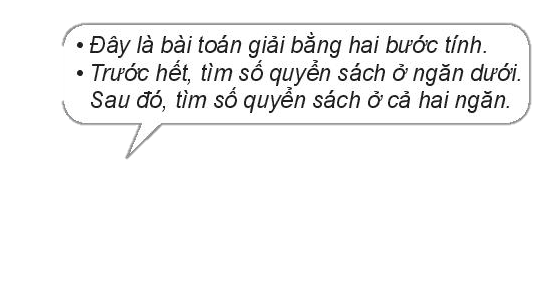 • Đây là bài toán giải bằng hai bước tính.
• Trước hết, tìm số quyển sách ở ngăn dưới.
Sau đó, tìm số quyển sách ở cả hai ngăn.